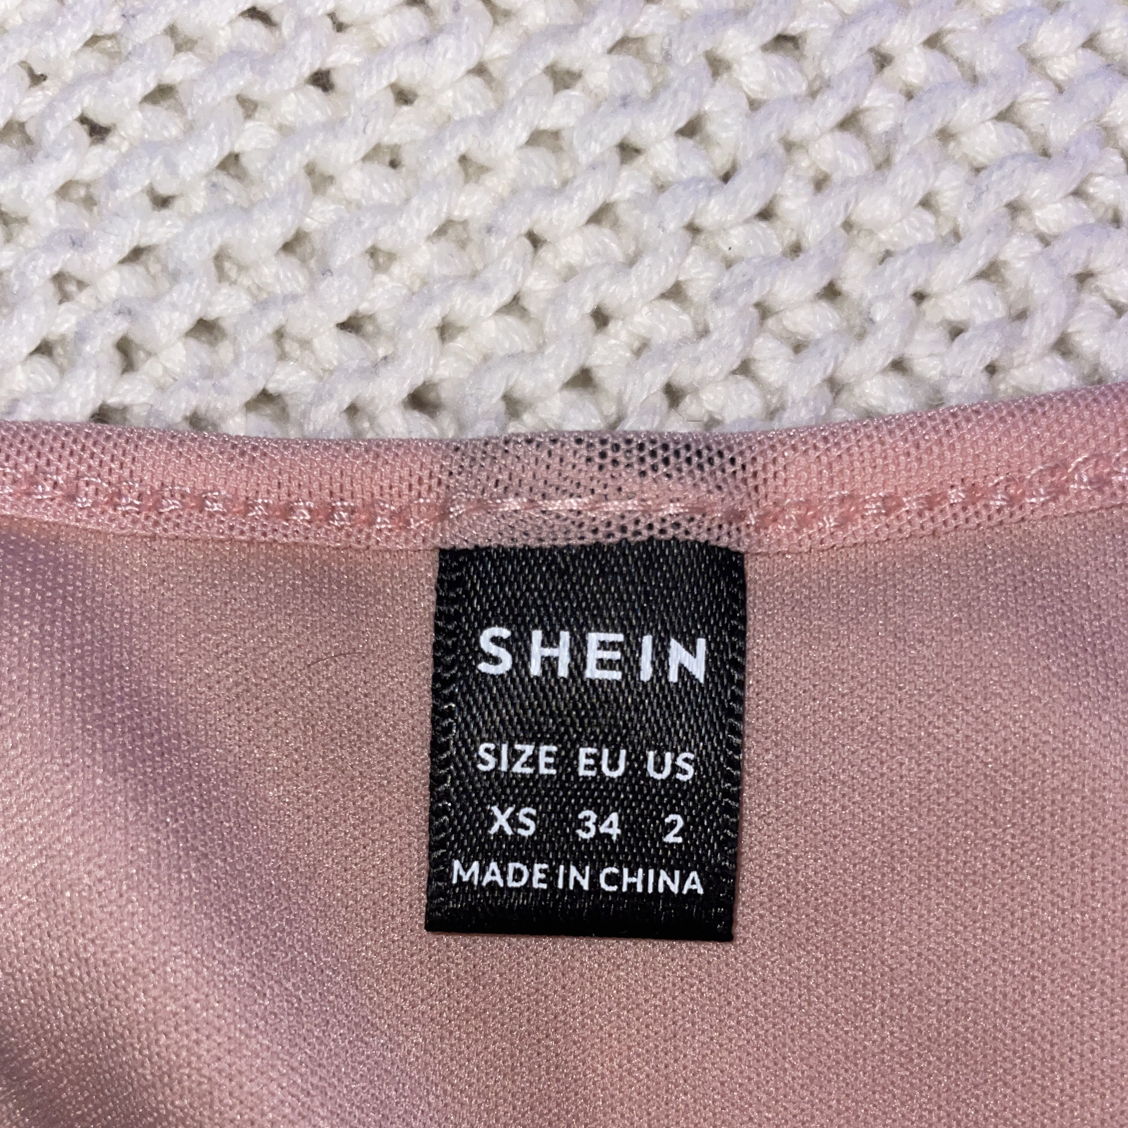 SHEIN
SIZE EU US
XS 34 2
MADE IN CHINA